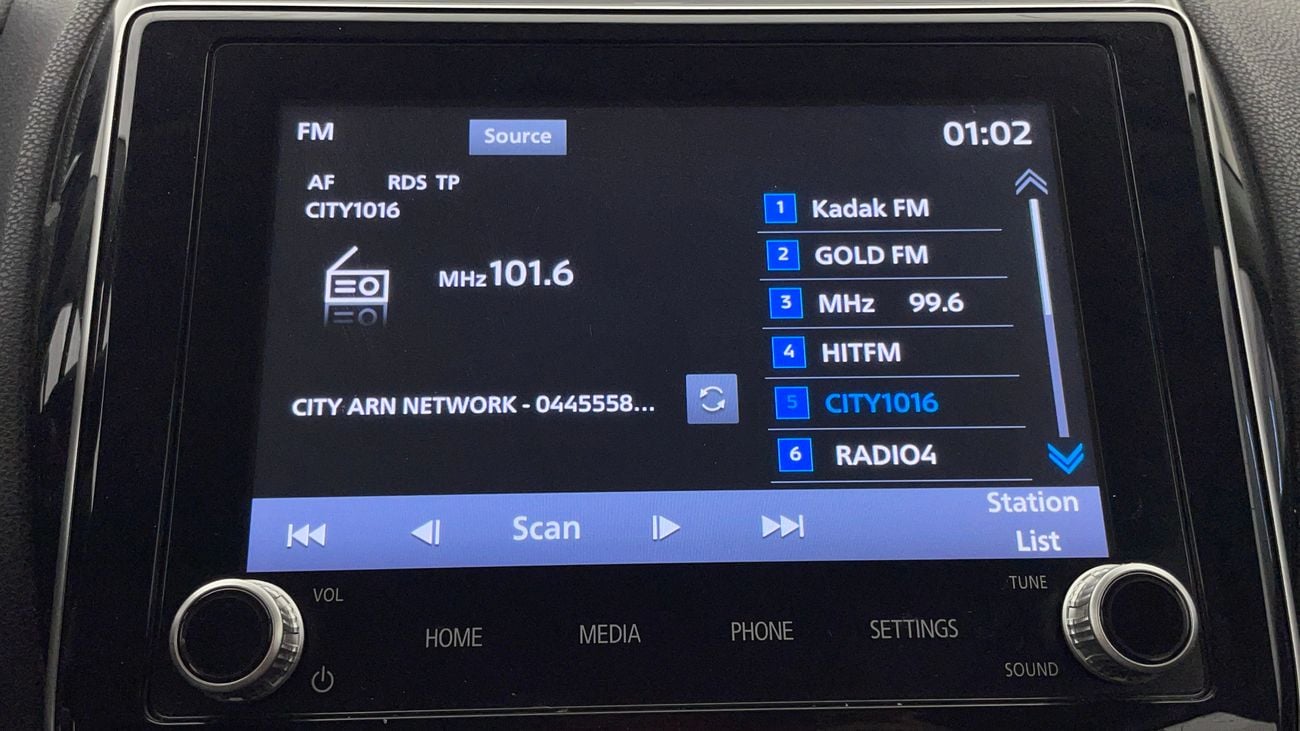 FM
Source
01:02
AF RDS TP
CITY1016
MHz 101.6
CITY ARN NETWORK - 0445558...
1 Kadak FM
2 GOLD FM
3 MHz 99.6
4 HITFM
5 CITY1016
6 RADIO4
Scan
Station
List
VOL
HOME
MEDIA
PHONE
SETTINGS
TUNE
SOUND